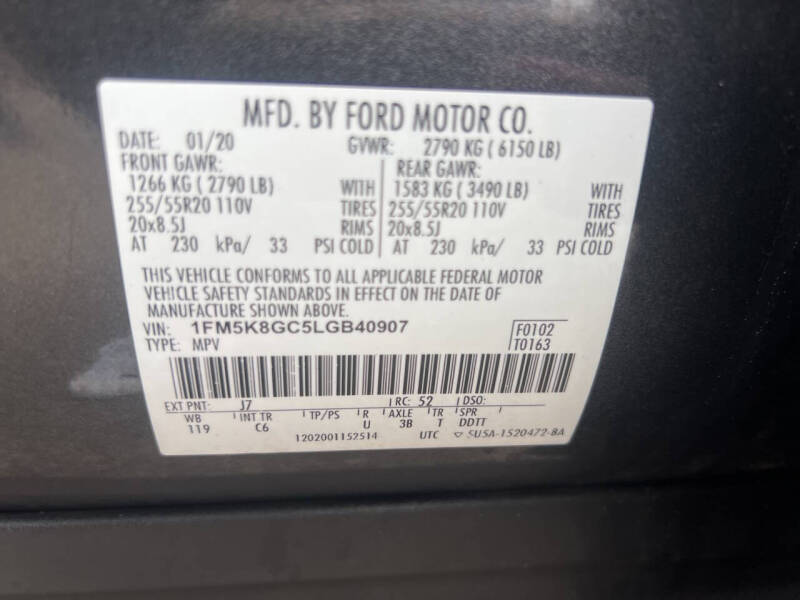 MFD. BY FORD MOTOR CO.
DATE: 01/20 GVWR: 2790 KG ( 6150 LB)
FRONT GAWR: REAR GAWR:
1266 KG ( 2790 LB) WITH 1583 KG ( 3490 LB) WITH
255/55R20 110V TIRES 255/55R20 110V TIRES
20x8.5J RIMS 20x8.5J RIMS
AT 230 kPa/ 33 PSI COLD AT 230 kPa/ 33 PSI COLD
THIS VEHICLE CONFORMS TO ALL APPLICABLE FEDERAL MOTOR
VEHICLE SAFETY STANDARDS IN EFFECT ON THE DATE OF
MANUFACTURE SHOWN ABOVE.
VIN: 1FM5K8GC5LGB40907 F0102
TYPE: MPV T0163
EXT PNT: J7 RC: 52 DSO:
WB INT TR TP/PS R AXLE TR SPR
119 C6 U 3B T DDTT
1202001152514 UTC ▽ SU5A-1520472-BA